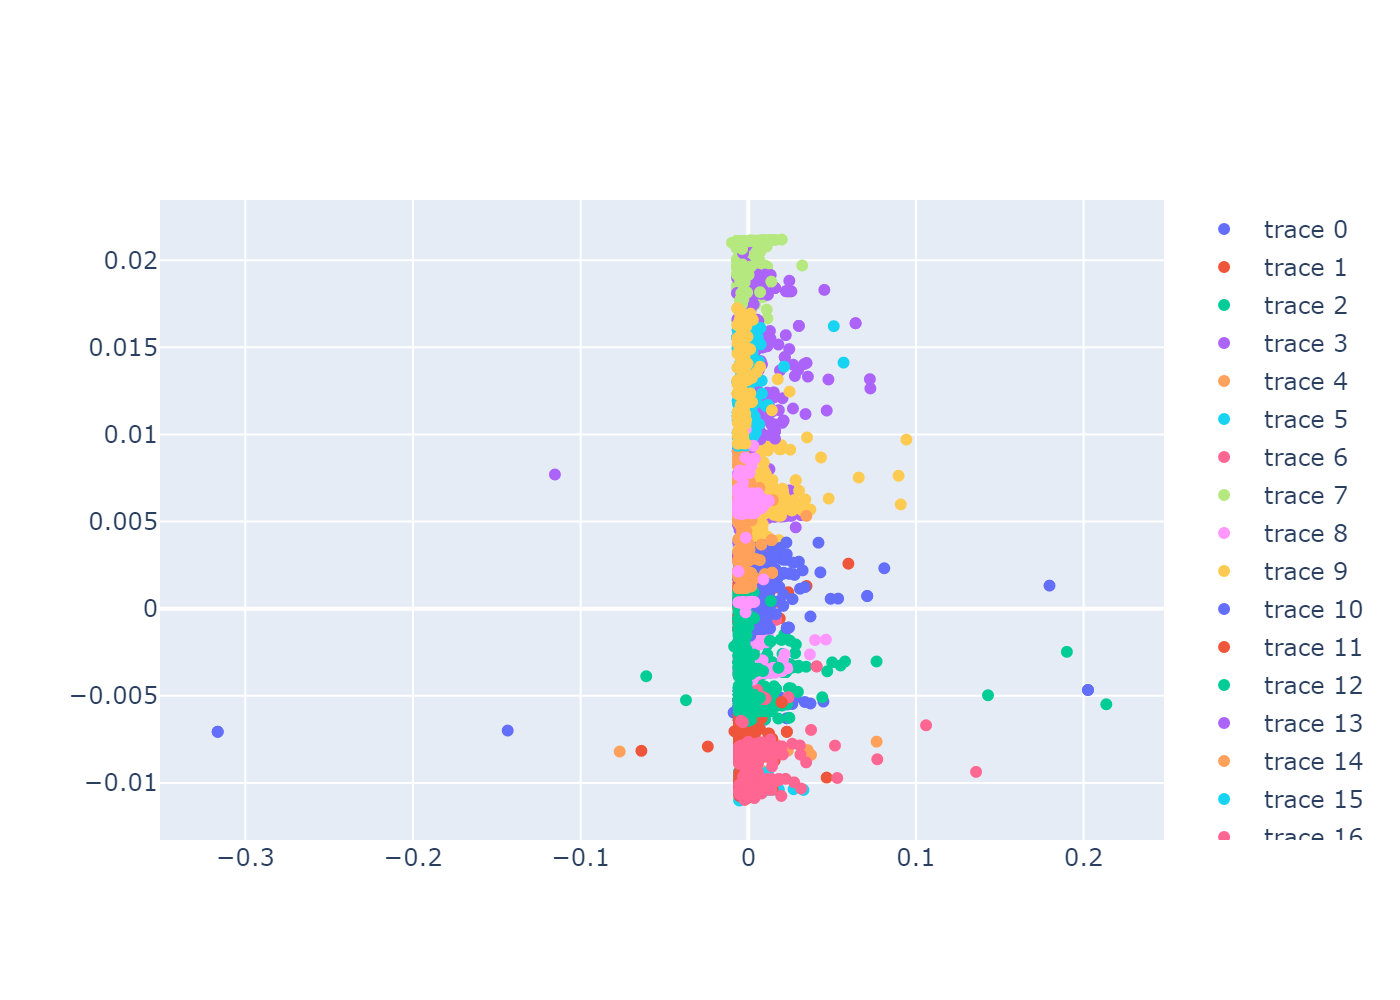 0.02
0.015
0.01
0.005
0
−0.005
−0.01
−0.3
−0.2
−0.1
0
0.1
0.2
trace 0
trace 1
trace 2
trace 3
trace 4
trace 5
trace 6
trace 7
trace 8
trace 9
trace 10
trace 11
trace 12
trace 13
trace 14
trace 15
trace 16